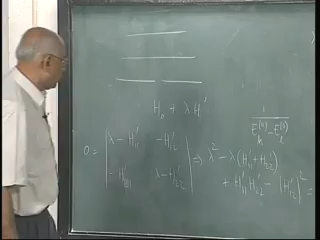 H₀ + λH'
1 / (E_k^(0) − E_l^(0))
0 = | λ − H'₁₁   − H'₁₂ | ⇒ λ² − λ(H'₁₁ + H'₂₂)
| − H'₂₁   λ − H'₂₂ |   + H'₁₁H'₂₂ − |H'₁₂|² =